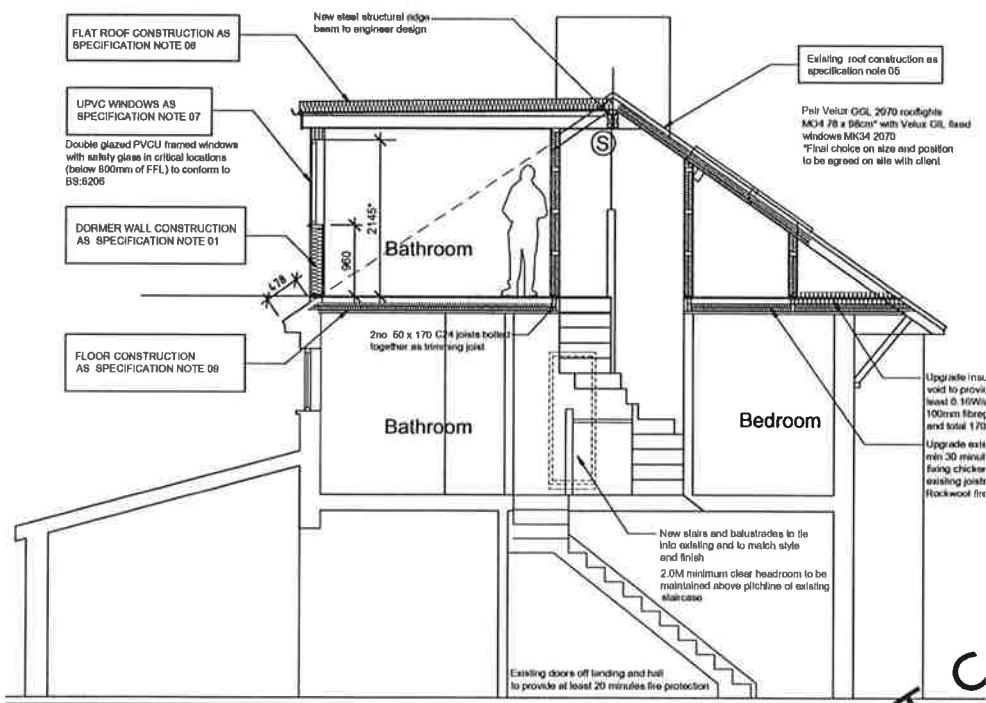 New steel structural ridge
beam to engineer design
FLAT ROOF CONSTRUCTION AS
SPECIFICATION NOTE 06
Existing roof construction as
specification note 05
UPVC WINDOWS AS
SPECIFICATION NOTE 07
Double glazed PVCU framed windows
with safety glass in critical locations
(below 800mm of FFL) to conform to
BS:6206
Pair Velux GGL 2070 rooflights
MO4 78 x 98cm* with Velux GIL fixed
windows MK34 2070
*Final choice on size and position
to be agreed on site with client
S
DORMER WALL CONSTRUCTION
AS SPECIFICATION NOTE 01
2145*
960
478
Bathroom
2no 50 x 170 C24 joists bolted
together as trimming joist
FLOOR CONSTRUCTION
AS SPECIFICATION NOTE 09
Bathroom
Bedroom
Upgrade insu
void to provi
least 0.16W/
100mm fibreg
and total 170
Upgrade exis
min 30 minut
fixing chicken
existing joists
Rockwool fire
New stairs and balustrades to tie
into existing and to match style
and finish
2.0M minimum clear headroom to be
maintained above pitchline of existing
staircase
Existing doors off landing and hall
to provide at least 20 minutes fire protection
C